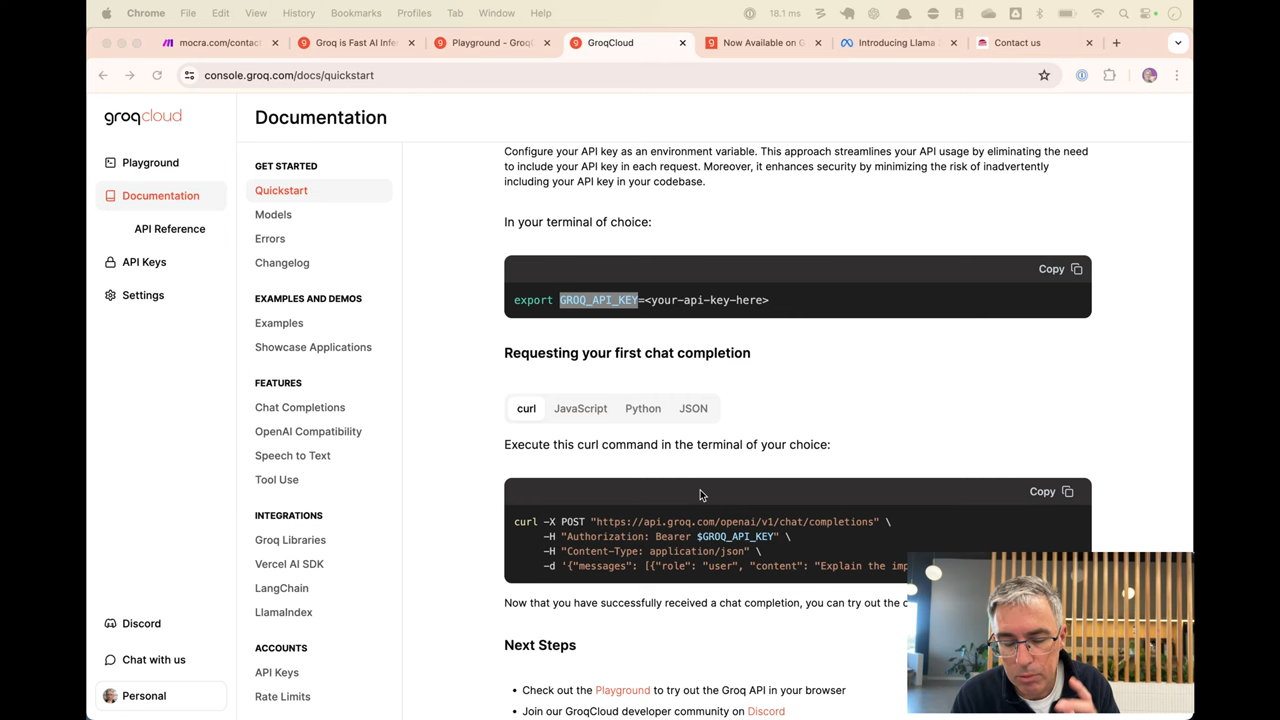 Chrome File Edit View History Bookmarks Profiles Tab Window Help 18.1 ms
mocra.com/contact Groq is Fast AI Infer Playground - GroqC GroqCloud Now Available on G Introducing Llama Contact us
console.groq.com/docs/quickstart
groqcloud
Documentation
Playground
Documentation
API Reference
API Keys
Settings
Discord
Chat with us
Personal
GET STARTED
Quickstart
Models
Errors
Changelog
EXAMPLES AND DEMOS
Examples
Showcase Applications
FEATURES
Chat Completions
OpenAI Compatibility
Speech to Text
Tool Use
INTEGRATIONS
Groq Libraries
Vercel AI SDK
LangChain
LlamaIndex
ACCOUNTS
API Keys
Rate Limits
Configure your API key as an environment variable. This approach streamlines your API usage by eliminating the need
to include your API key in each request. Moreover, it enhances security by minimizing the risk of inadvertently
including your API key in your codebase.
In your terminal of choice:
Copy
export GROQ_API_KEY=<your-api-key-here>
Requesting your first chat completion
curl JavaScript Python JSON
Execute this curl command in the terminal of your choice:
Copy
curl -X POST "https://api.groq.com/openai/v1/chat/completions" \
-H "Authorization: Bearer $GROQ_API_KEY" \
-H "Content-Type: application/json" \
-d '{"messages": [{"role": "user", "content": "Explain the imp
Now that you have successfully received a chat completion, you can try out the
Next Steps
• Check out the Playground to try out the Groq API in your browser
• Join our GroqCloud developer community on Discord